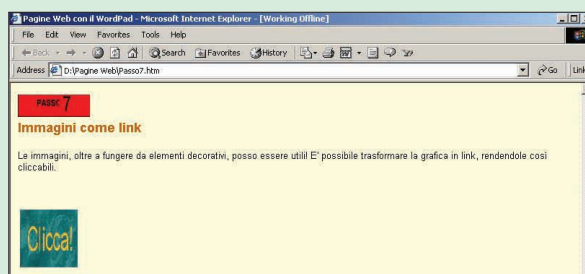 Pagine Web con il WordPad - Microsoft Internet Explorer - [Working Offline]
File Edit View Favorites Tools Help
Back Search Favorites History
Address D:\Pagine Web\Passo7.htm Go Link
PASSO 7
Immagini come link
Le immagini, oltre a fungere da elementi decorativi, posso essere utili! E' possibile trasformare la grafica in link, rendendole così
cliccabili.
Clicca!